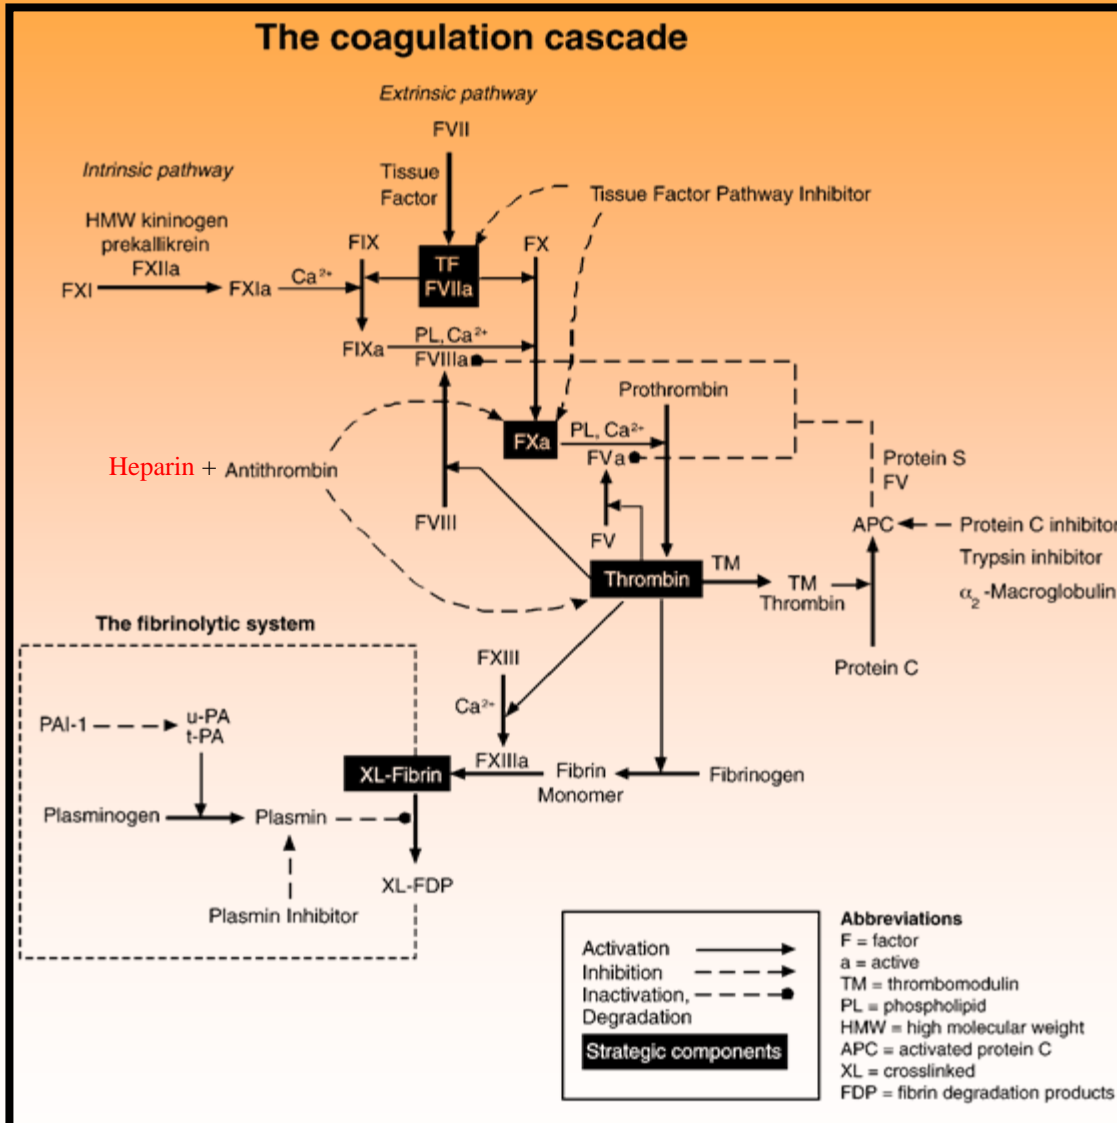 The coagulation cascade
Extrinsic pathway
FVII
Intrinsic pathway
Tissue
Factor
Tissue Factor Pathway Inhibitor
HMW kininogen
prekallikrein
FXIIa
FIX
TF
FVIIa
FX
FXI
FXIa
Ca²⁺
PL, Ca²⁺
FIXa
FVIIIa
Prothrombin
FXa
PL, Ca²⁺
FVa
Heparin + Antithrombin
Protein S
FV
FVIII
FV
APC
Protein C inhibitor
Trypsin inhibitor
α₂-Macroglobulin
Thrombin
TM
TM
Thrombin
Protein C
The fibrinolytic system
FXIII
Ca²⁺
PAI-1
u-PA
t-PA
XL-Fibrin
FXIIIa
Fibrin
Monomer
Fibrinogen
Plasminogen
Plasmin
XL-FDP
Plasmin Inhibitor
Activation
Inhibition
Inactivation,
Degradation
Strategic components
Abbreviations
F = factor
a = active
TM = thrombomodulin
PL = phospholipid
HMW = high molecular weight
APC = activated protein C
XL = crosslinked
FDP = fibrin degradation products